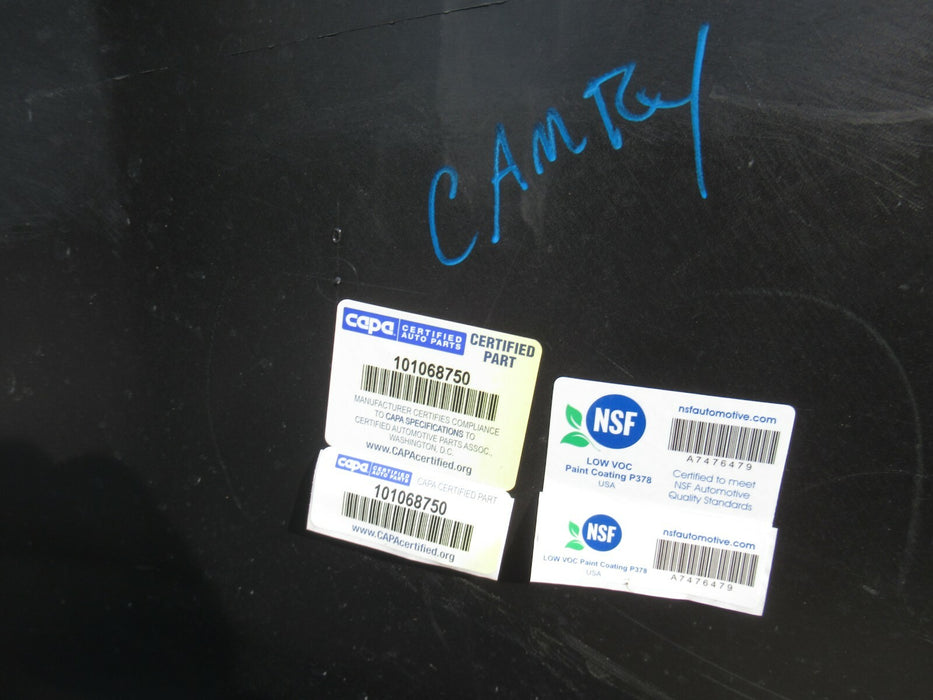 CAMRy
capa CERTIFIED AUTO PARTS CERTIFIED PART
101068750
MANUFACTURER CERTIFIES COMPLIANCE
TO CAPA SPECIFICATIONS TO
CERTIFIED AUTOMOTIVE PARTS ASSOC.,
WASHINGTON, D.C.
www.CAPAcertified.org
capa CERTIFIED AUTO PARTS CAPA CERTIFIED PART
101068750
www.CAPAcertified.org
NSF
LOW VOC
Paint Coating P378
USA
nsfautomotive.com
A7476479
Certified to meet
NSF Automotive
Quality Standards
NSF
LOW VOC Paint Coating P378
USA
nsfautomotive.com
A7476479